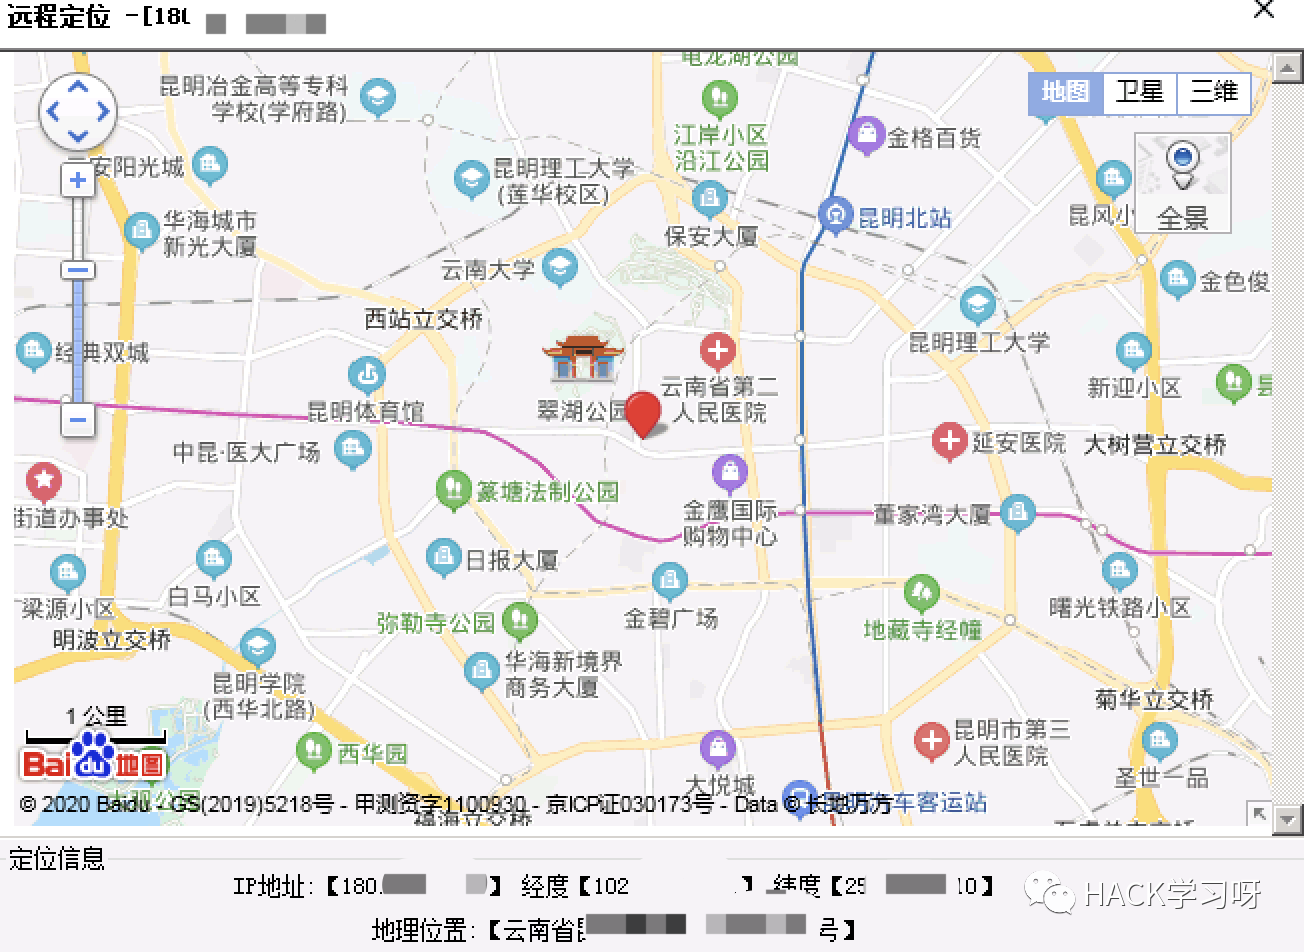 远程定位 -[180
昆明冶金高等专科
学校(学府路)
江岸小区
沿江公园
金格百货
地图 卫星 三维
安阳光城
昆明理工大学
(莲华校区)
华海城市
新光大厦
保安大厦
昆明北站
昆风小
全景
云南大学
金色俊
西站立交桥
昆明理工大学
经典双城
云南省第二
人民医院
新迎小区
昆明体育馆
翠湖公园
中昆·医大广场
延安医院
大树营立交桥
街道办事处
篆塘法制公园
金鹰国际
购物中心
董家湾大厦
日报大厦
白马小区
梁源小区
金碧广场
曙光铁路小区
弥勒寺公园
地藏寺经幢
明波立交桥
华海新境界
商务大厦
昆明学院
(西华北路)
菊华立交桥
1 公里
西华园
昆明市第三
人民医院
Bai du 地图
大悦城
圣世一品
© 2020 Baidu - GS(2019)5218号 - 甲测资字1100930 - 京ICP证030173号 - Data © 长地万方
车客运站
福海立交桥
定位信息
IP地址:【180. 】 经度【102 】 纬度【25 10】
地理位置:【云南省 号】
HACK学习呀